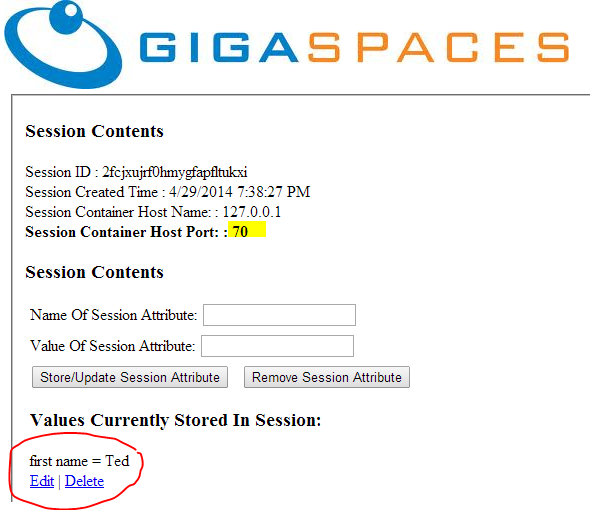 GIGASPACES
Session Contents
Session ID : 2fcjxujrf0hmygfapfltukxi
Session Created Time : 4/29/2014 7:38:27 PM
Session Container Host Name: : 127.0.0.1
Session Container Host Port: : 70
Session Contents
Name Of Session Attribute:
Value Of Session Attribute:
Store/Update Session Attribute Remove Session Attribute
Values Currently Stored In Session:
first name = Ted
Edit | Delete